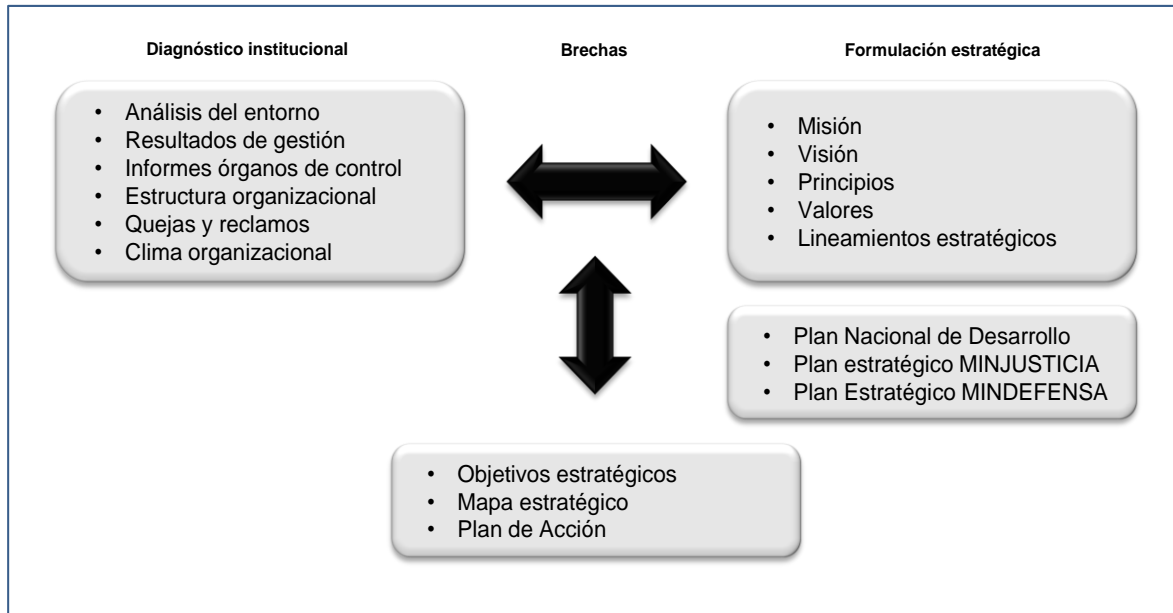 Diagnóstico institucional
Brechas
Formulación estratégica
• Análisis del entorno
• Resultados de gestión
• Informes órganos de control
• Estructura organizacional
• Quejas y reclamos
• Clima organizacional
• Misión
• Visión
• Principios
• Valores
• Lineamientos estratégicos
• Plan Nacional de Desarrollo
• Plan estratégico MINJUSTICIA
• Plan Estratégico MINDEFENSA
• Objetivos estratégicos
• Mapa estratégico
• Plan de Acción